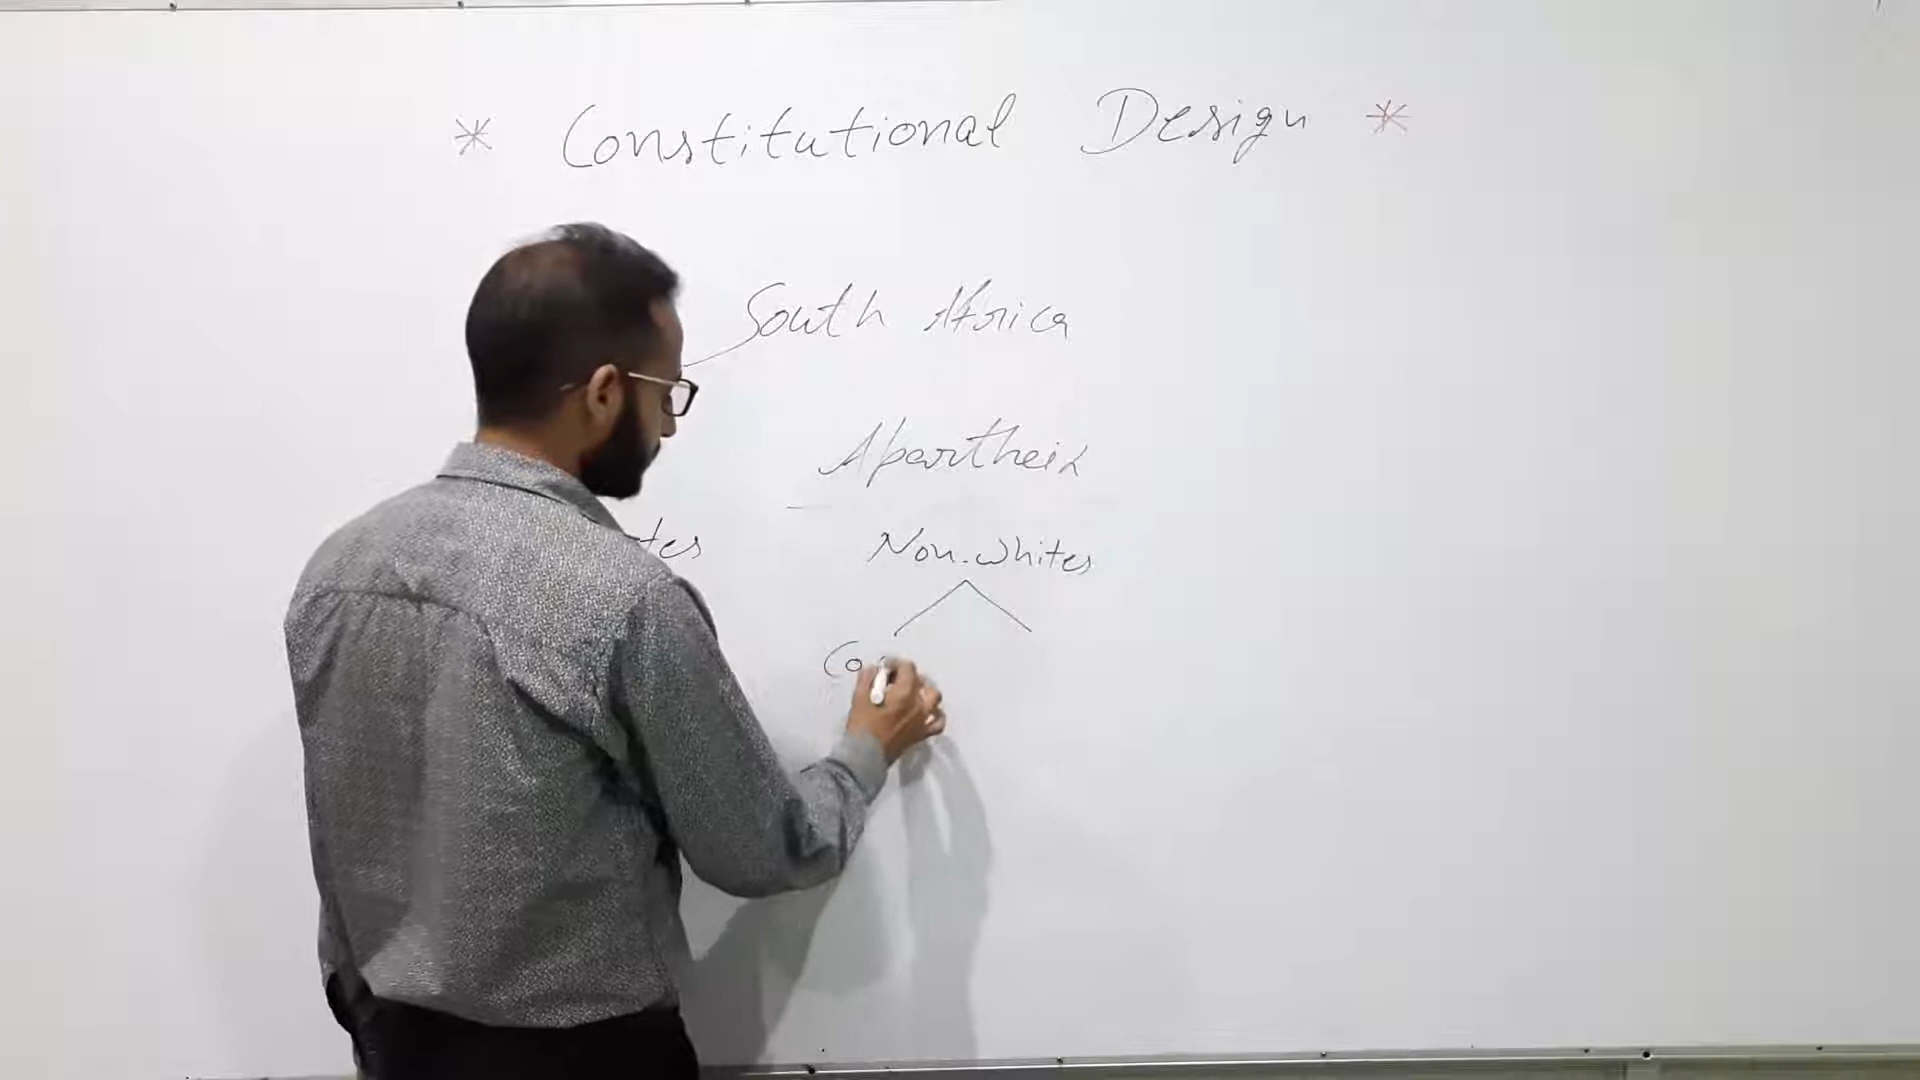 * Constitutional Design *
South Africa
Apartheid
tes Non-whites
Co